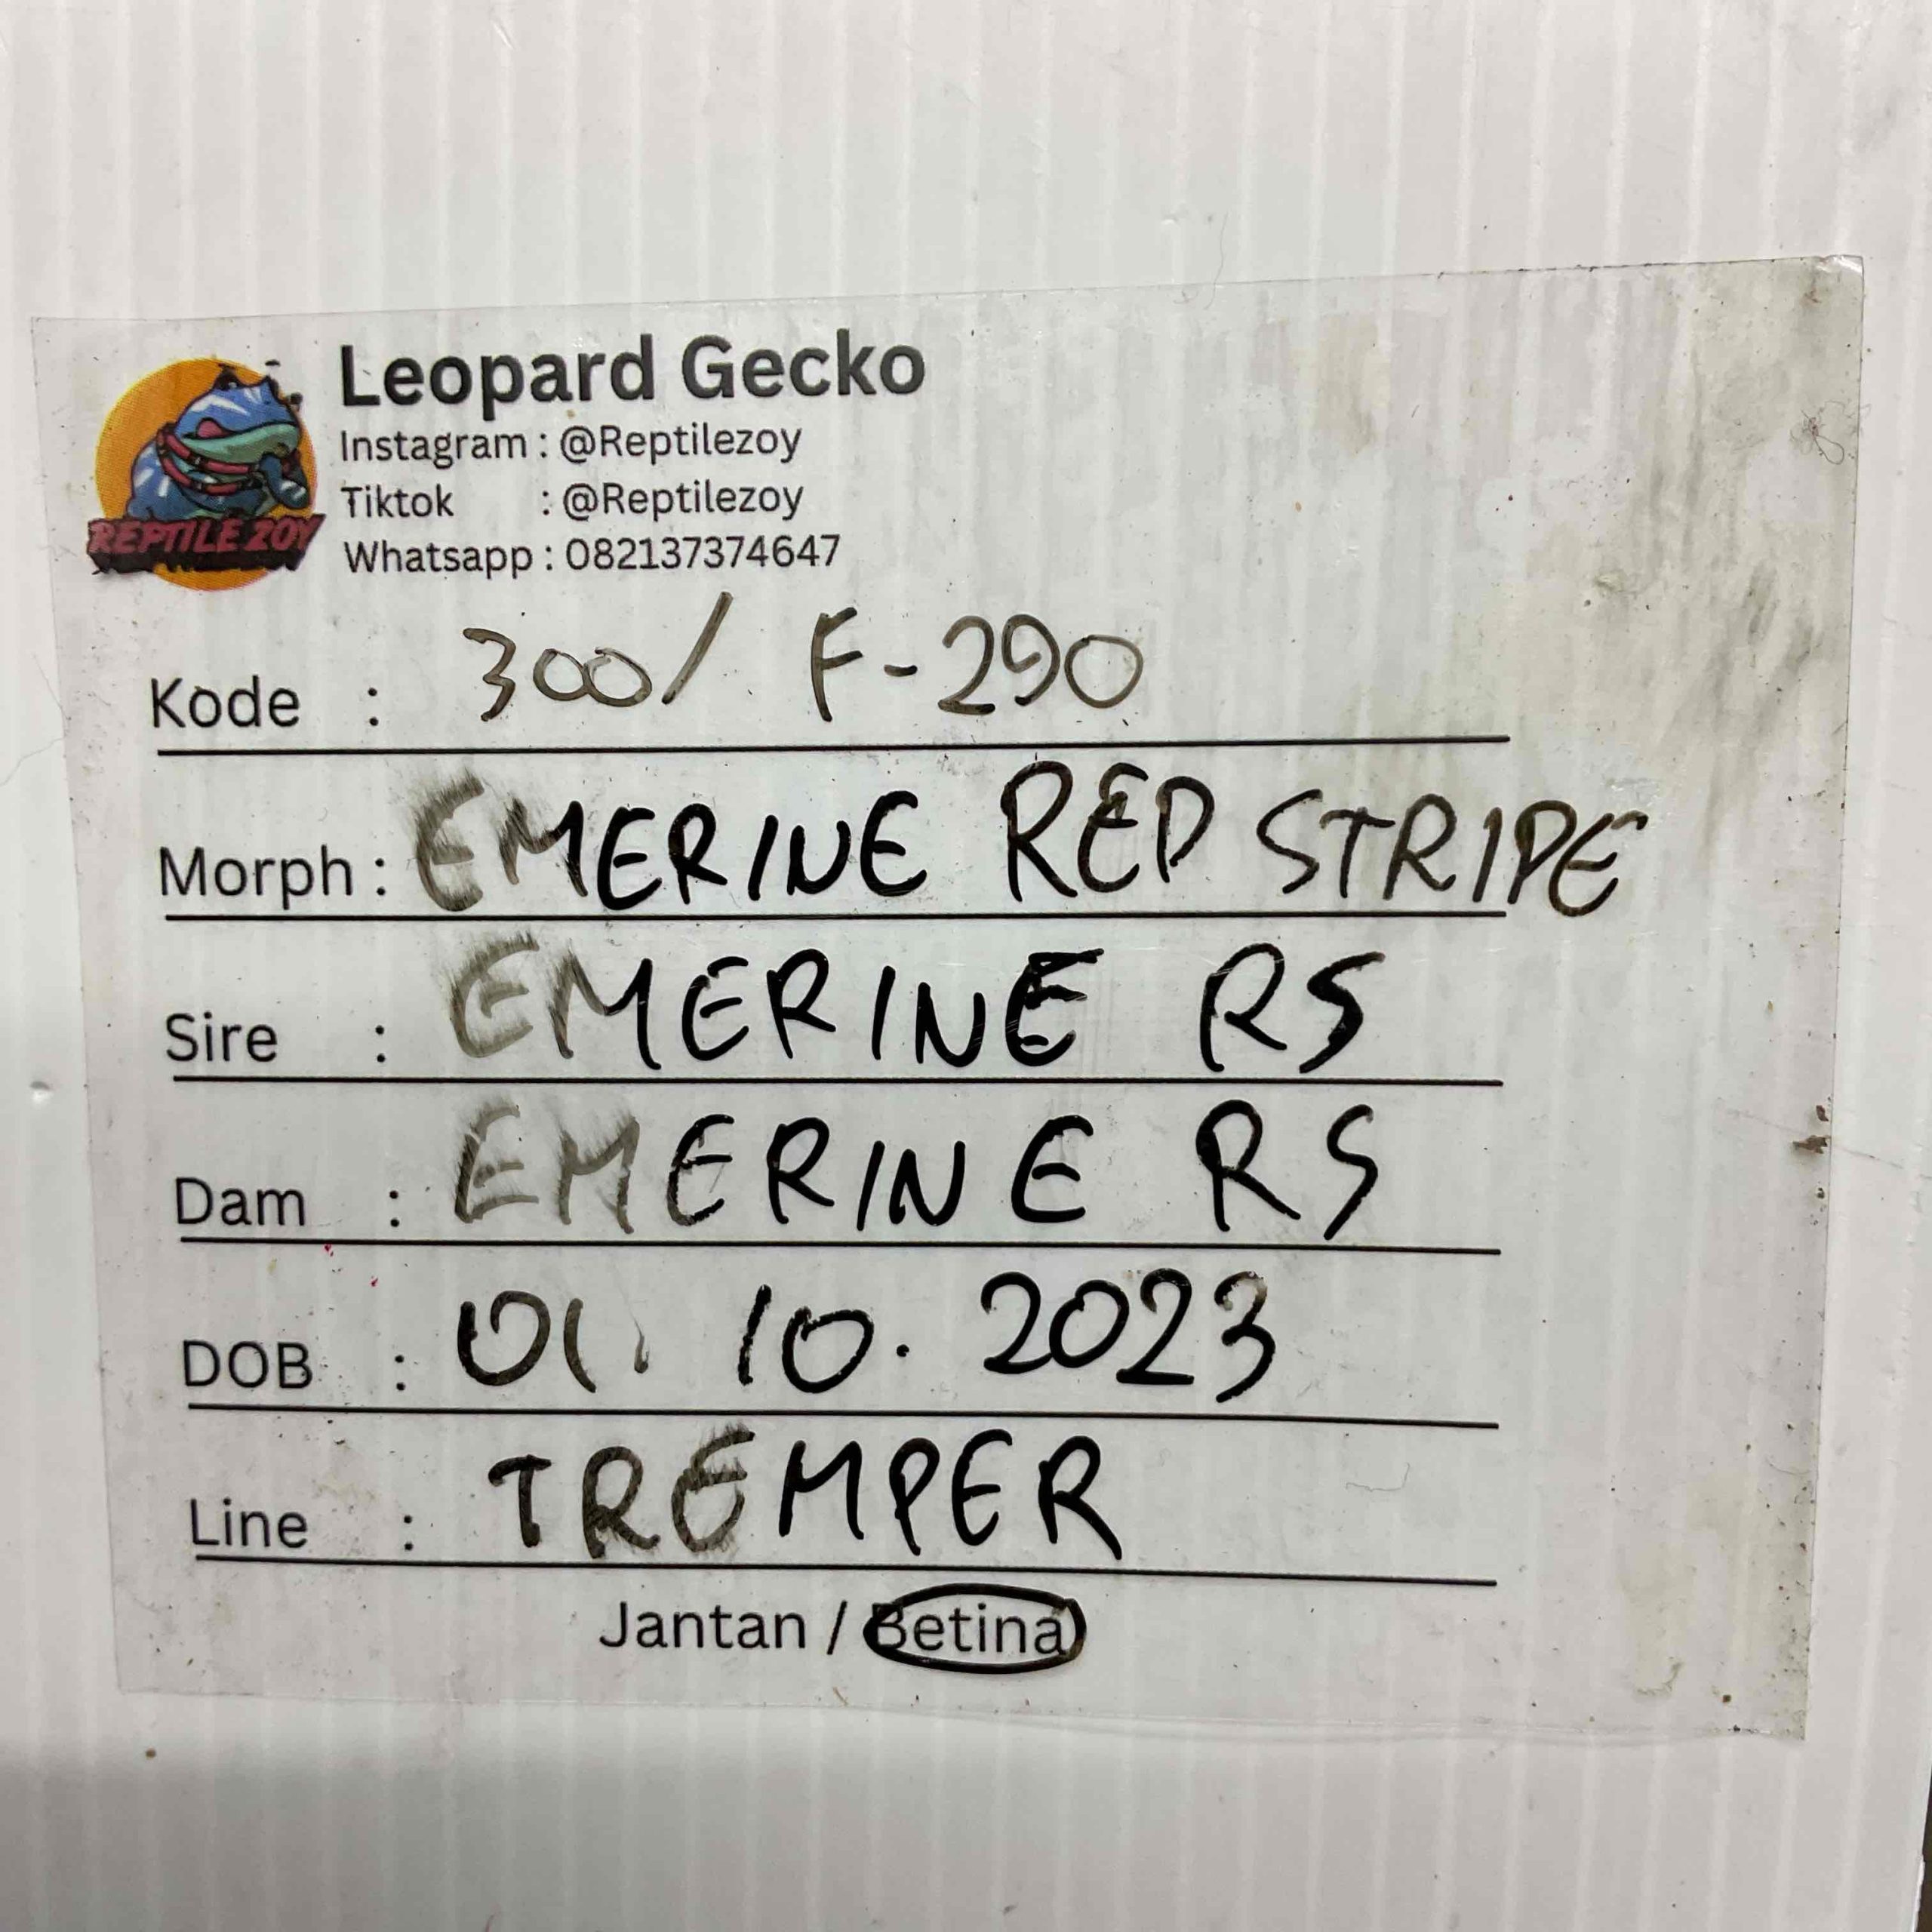 Leopard Gecko
Instagram : @Reptilezoy
Tiktok : @Reptilezoy
Whatsapp : 082137374647
REPTILE ZOY
Kode : 300/ F-290
Morph : EMERINE RED STRIPE
Sire : EMERINE RS
Dam : EMERINE RS
DOB : 01. 10. 2023
Line : TREMPER
Jantan / Betina